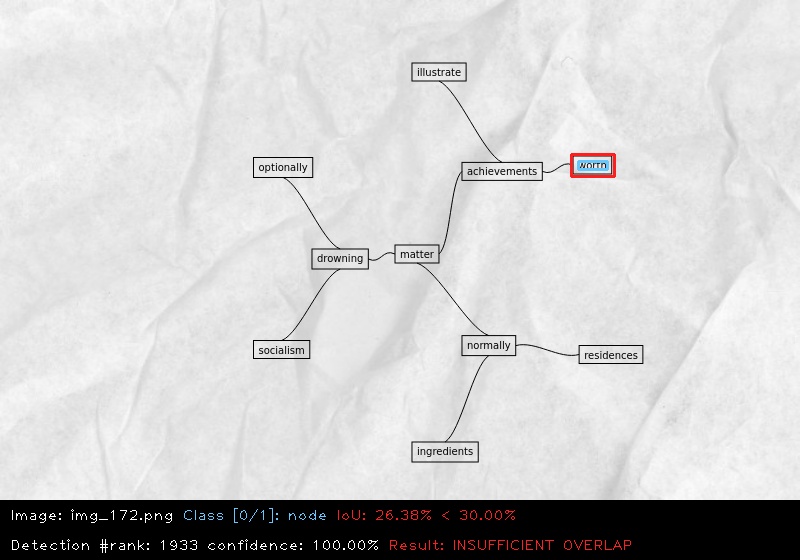 illustrate
optionally
achievements
drowning
matter
socialism
normally
residences
ingredients
Image: img_172.png Class [0/1]: node IoU: 26.38% < 30.00%
Detection #rank: 1933 confidence: 100.00% Result: INSUFFICIENT OVERLAP